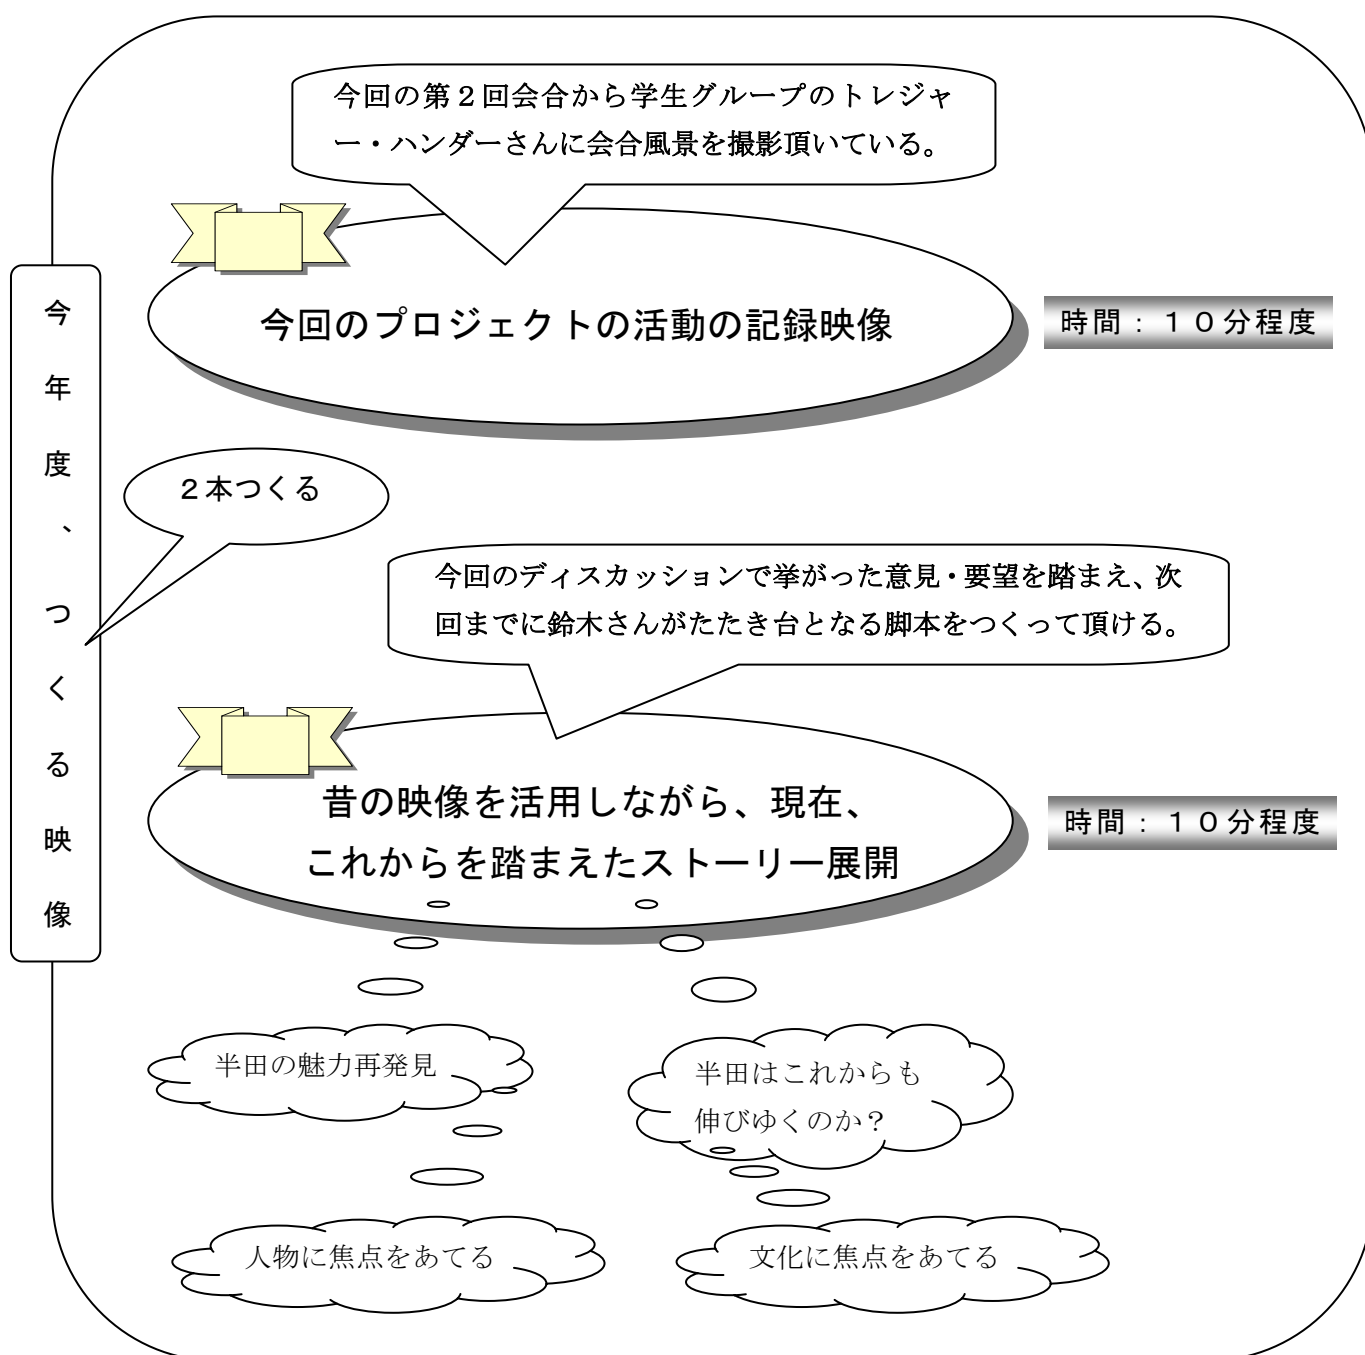 今回の第２回会合から学生グループのトレジャ
ー・ハンダーさんに会合風景を撮影頂いている。
今回のプロジェクトの活動の記録映像
時間：１０分程度
今年度、つくる映像
２本つくる
今回のディスカッションで挙がった意見・要望を踏まえ、次
回までに鈴木さんがたたき台となる脚本をつくって頂ける。
昔の映像を活用しながら、現在、
これからを踏まえたストーリー展開
時間：１０分程度
半田の魅力再発見
半田はこれからも
伸びゆくのか？
人物に焦点をあてる
文化に焦点をあてる